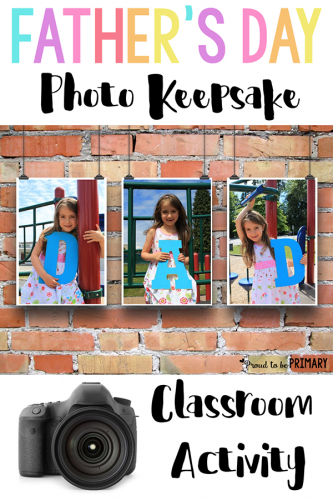 FATHER'S DAY
Photo Keepsake
D A D
Proud to be PRIMARY
Classroom
Activity